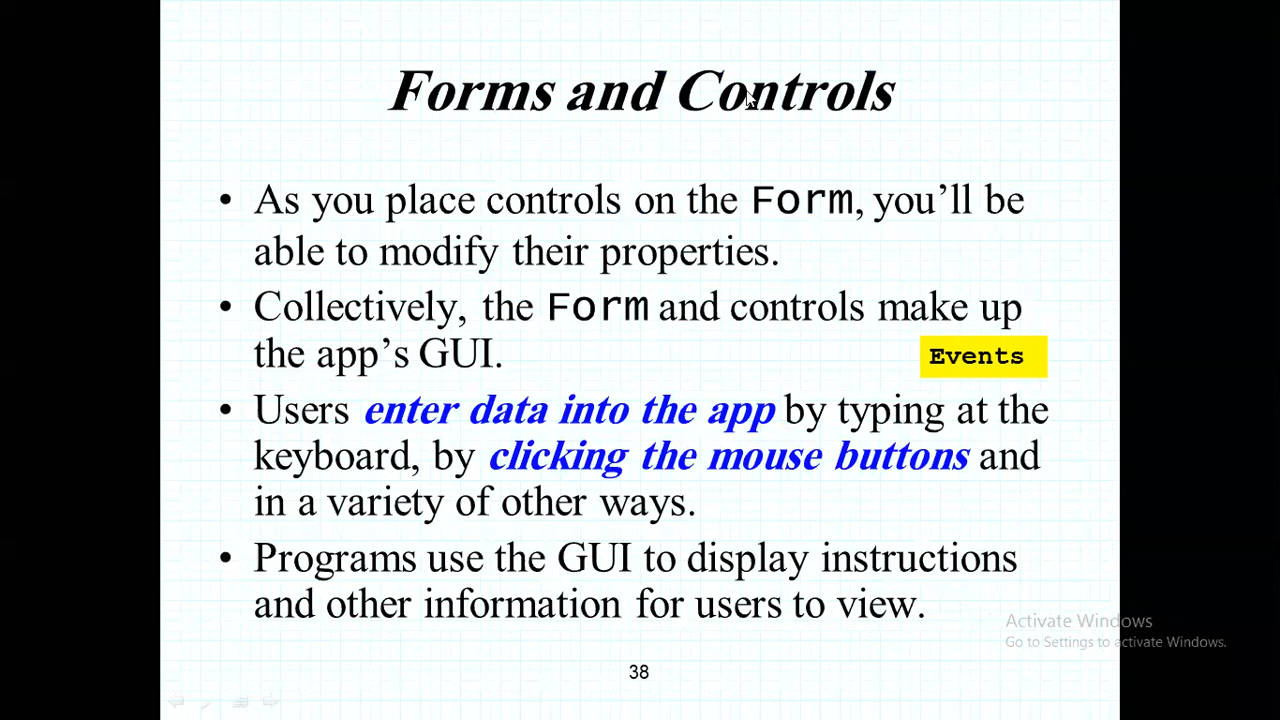 Forms and Controls
• As you place controls on the Form, you’ll be
able to modify their properties.
• Collectively, the Form and controls make up
the app’s GUI.
Events
• Users enter data into the app by typing at the
keyboard, by clicking the mouse buttons and
in a variety of other ways.
• Programs use the GUI to display instructions
and other information for users to view.
Activate Windows
Go to Settings to activate Windows.
38